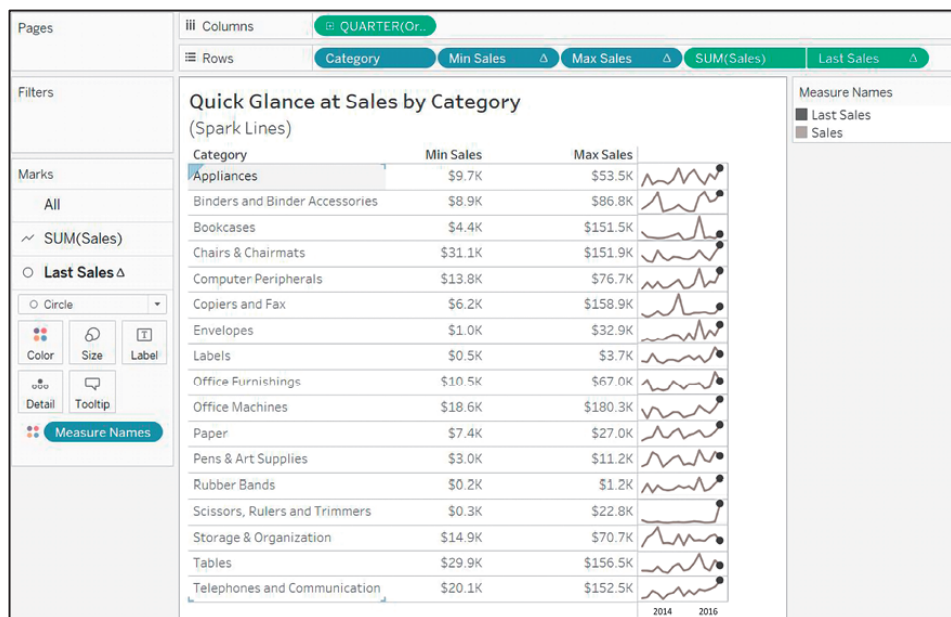 Pages
Columns
QUARTER(Or..
Rows
Category
Min Sales Δ
Max Sales Δ
SUM(Sales)
Last Sales Δ
Filters
Marks
All
SUM(Sales)
Last Sales Δ
Circle
Color
Size
Label
Detail
Tooltip
Measure Names
Quick Glance at Sales by Category
(Spark Lines)
Category Min Sales Max Sales
Appliances $9.7K $53.5K
Binders and Binder Accessories $8.9K $86.8K
Bookcases $4.4K $151.5K
Chairs & Chairmats $31.1K $151.9K
Computer Peripherals $13.8K $76.7K
Copiers and Fax $6.2K $158.9K
Envelopes $1.0K $32.9K
Labels $0.5K $3.7K
Office Furnishings $10.5K $67.0K
Office Machines $18.6K $180.3K
Paper $7.4K $27.0K
Pens & Art Supplies $3.0K $11.2K
Rubber Bands $0.2K $1.2K
Scissors, Rulers and Trimmers $0.3K $22.8K
Storage & Organization $14.9K $70.7K
Tables $29.9K $156.5K
Telephones and Communication $20.1K $152.5K
2014 2016
Measure Names
Last Sales
Sales